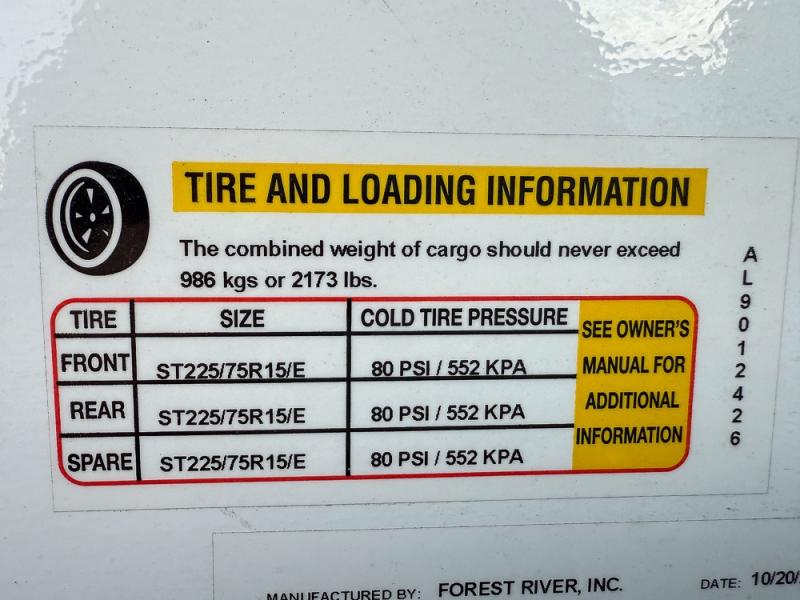 TIRE AND LOADING INFORMATION
The combined weight of cargo should never exceed
986 kgs or 2173 lbs.
TIRE SIZE COLD TIRE PRESSURE
FRONT ST225/75R15/E 80 PSI / 552 KPA
REAR ST225/75R15/E 80 PSI / 552 KPA
SPARE ST225/75R15/E 80 PSI / 552 KPA
SEE OWNER'S
MANUAL FOR
ADDITIONAL
INFORMATION
AL9012426
MANUFACTURED BY: FOREST RIVER, INC. DATE: 10/20/